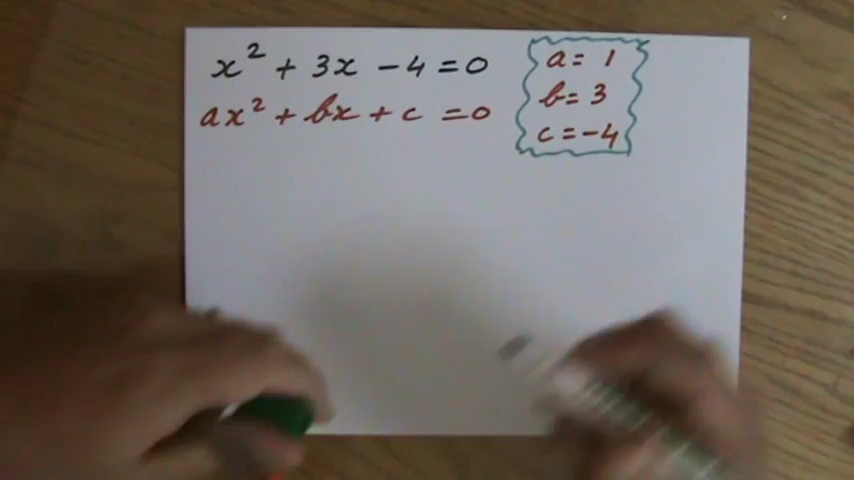 x² + 3x - 4 = 0
ax² + bx + c = 0
a = 1
b = 3
c = -4